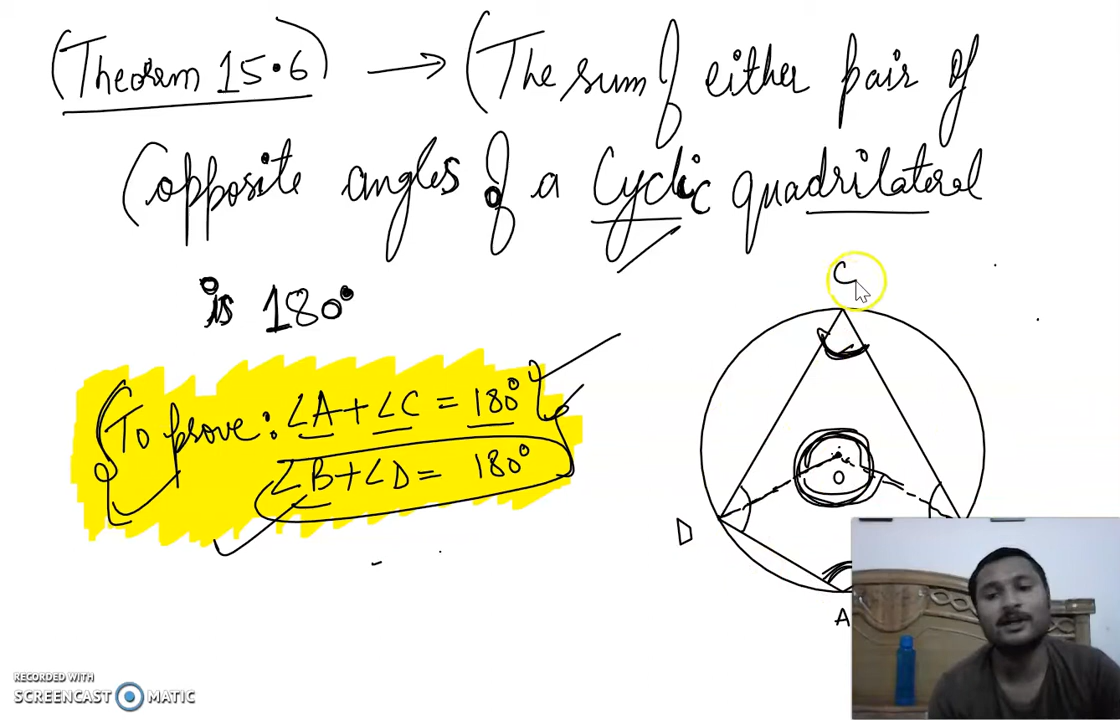 (Theorem 15.6) → (The sum of either pair of
(opposite angles of a cyclic quadrilateral
is 180°
To prove: ∠A + ∠C = 180°
∠B + ∠D = 180°
C
O
D
A
RECORDED WITH
SCREENCAST O MATIC